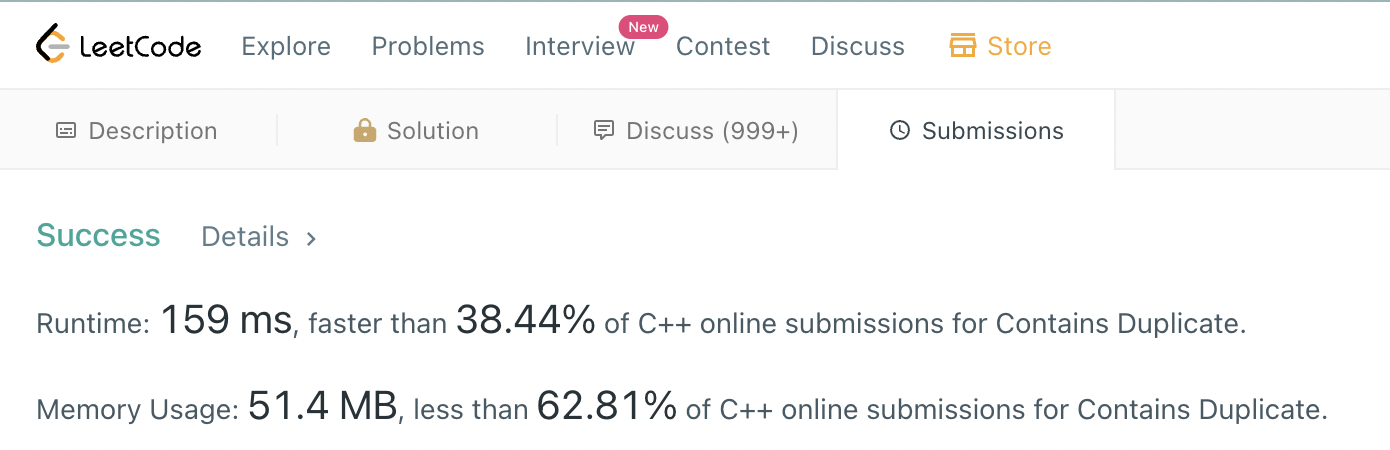 LeetCode Explore Problems Interview New Contest Discuss Store
Description Solution Discuss (999+) Submissions
Success Details >
Runtime: 159 ms, faster than 38.44% of C++ online submissions for Contains Duplicate.
Memory Usage: 51.4 MB, less than 62.81% of C++ online submissions for Contains Duplicate.